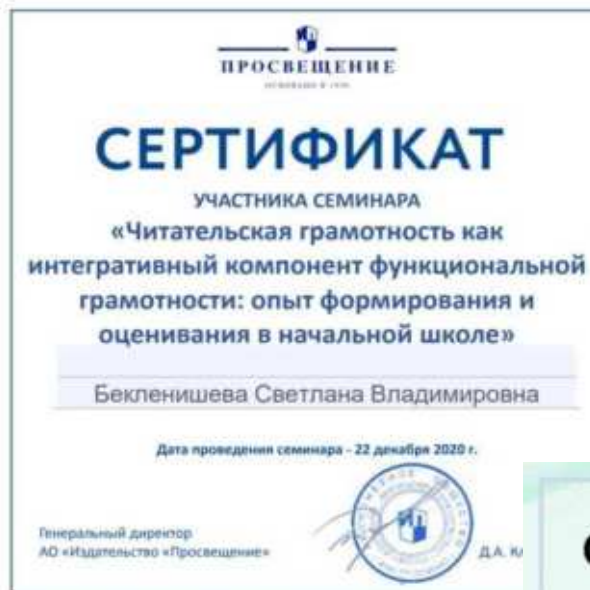 ПРОСВЕЩЕНИЕ
СЕРТИФИКАТ
УЧАСТНИКА СЕМИНАРА
«Читательская грамотность как
интегративный компонент функциональной
грамотности: опыт формирования и
оценивания в начальной школе»
Бекленишева Светлана Владимировна
Дата проведения семинара - 22 декабря 2020 г.
Генеральный директор
АО «Издательство «Просвещение»
Д.А.